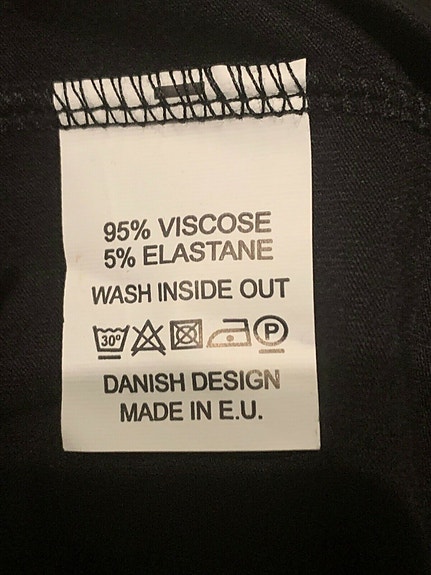 95% VISCOSE
5% ELASTANE
WASH INSIDE OUT
30° P
DANISH DESIGN
MADE IN E.U.